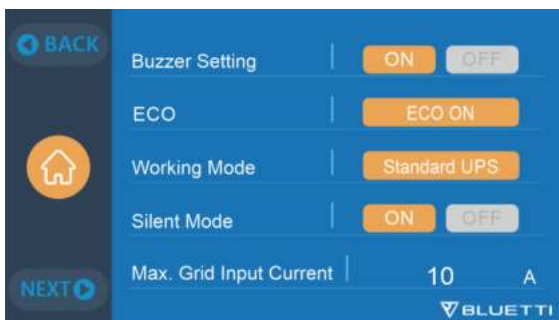 BACK
Buzzer Setting ON OFF
ECO ECO ON
Working Mode Standard UPS
Silent Mode ON OFF
Max. Grid Input Current 10 A
NEXT
BLUETTI